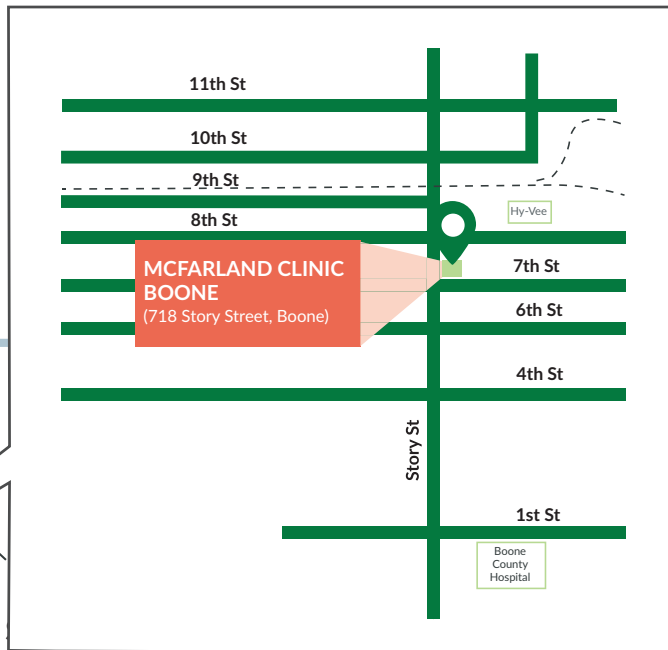 11th St
10th St
9th St
8th St
Hy-Vee
MCFARLAND CLINIC
BOONE
(718 Story Street, Boone)
7th St
6th St
4th St
Story St
1st St
Boone
County
Hospital